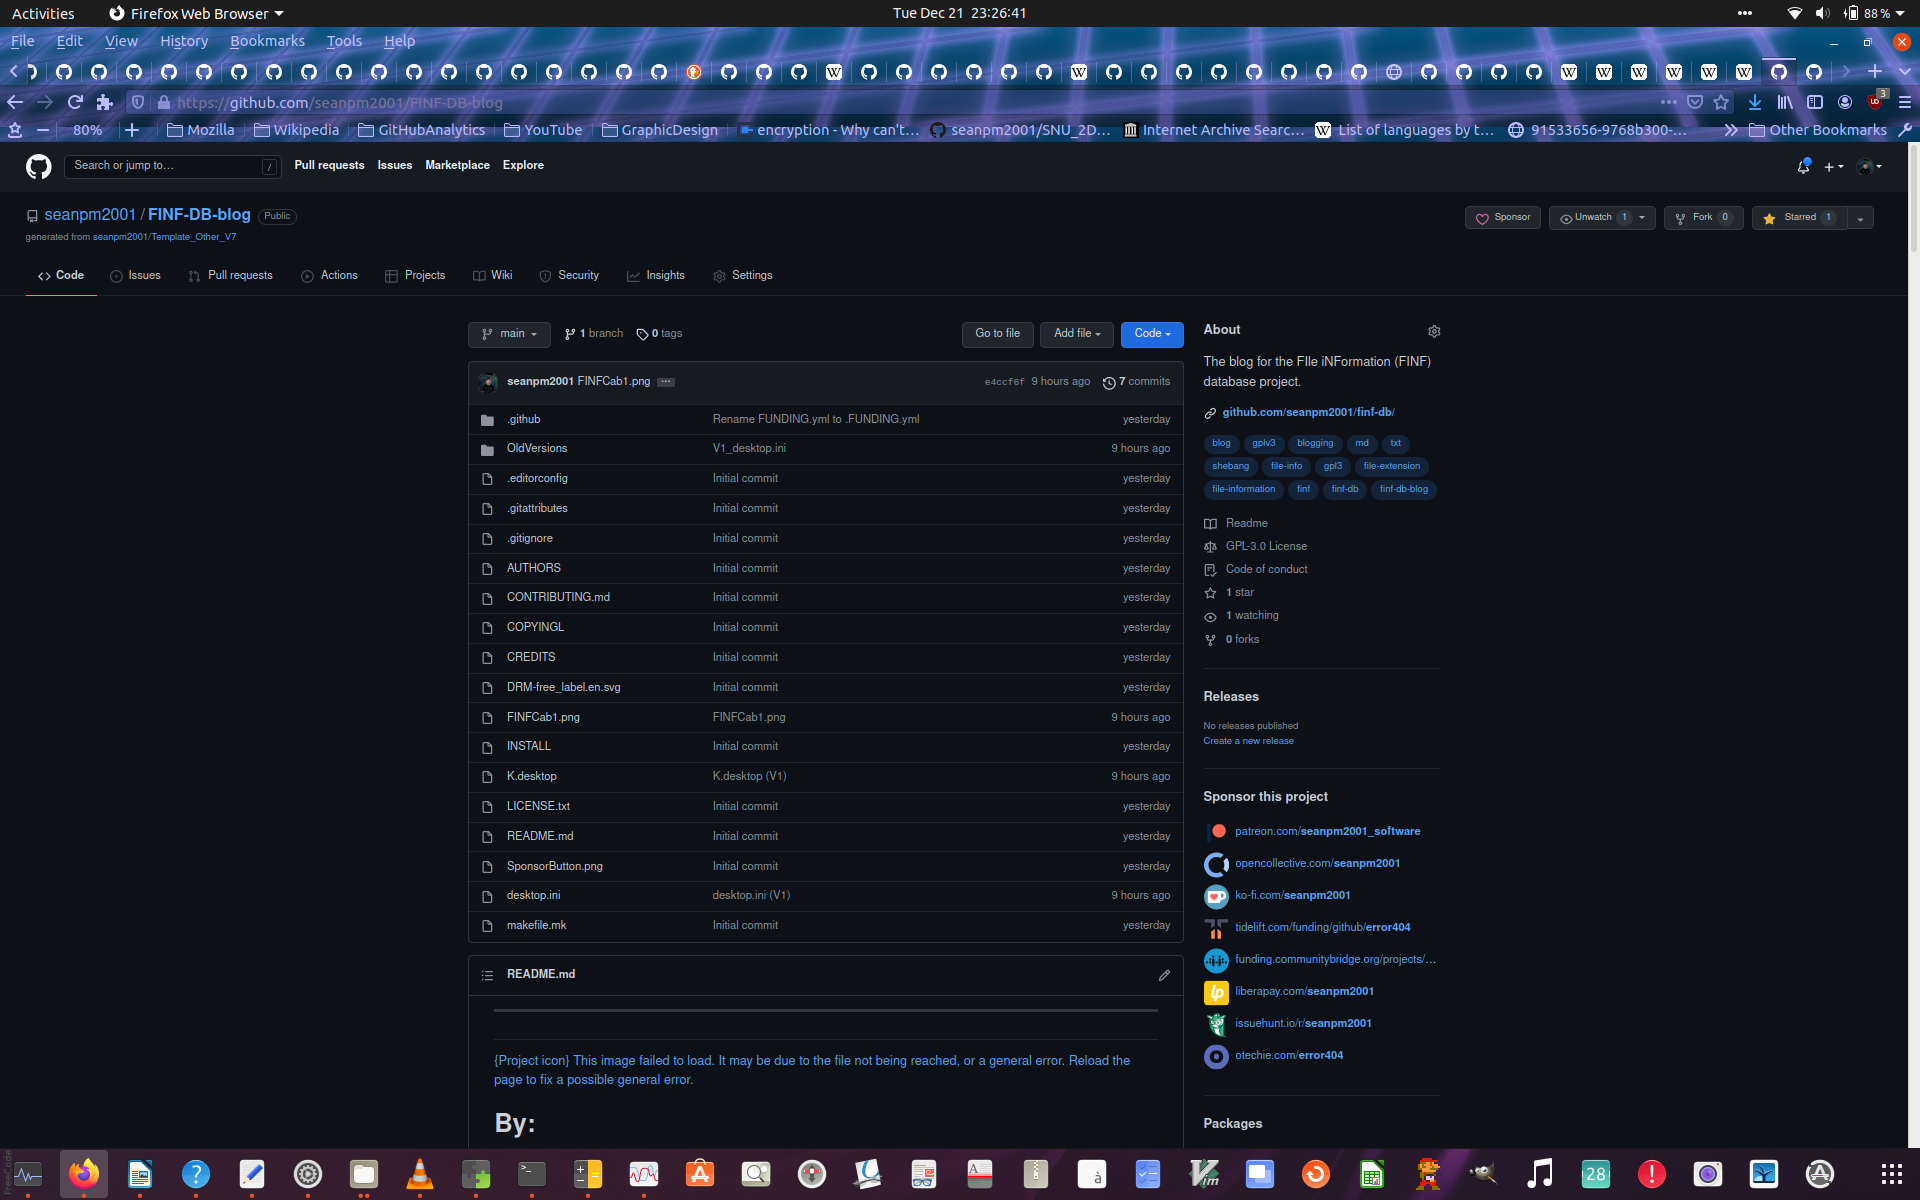 Activities Firefox Web Browser Tue Dec 21 23:26:41 88 %
File Edit View History Bookmarks Tools Help
https://github.com/seanpm2001/FINF-DB-blog 3
80% Mozilla Wikipedia GitHubAnalytics YouTube GraphicDesign encryption - Why can't… seanpm2001/SNU_2D… Internet Archive Searc… List of languages by t… 91533656-9768b300-… Other Bookmarks
Search or jump to… / Pull requests Issues Marketplace Explore
seanpm2001 / FINF-DB-blog Public Sponsor Unwatch 1 Fork 0 Starred 1
generated from seanpm2001/Template_Other_V7
Code Issues Pull requests Actions Projects Wiki Security Insights Settings
main 1 branch 0 tags Go to file Add file Code
seanpm2001 FINFCab1.png … e4ccf6f 9 hours ago 7 commits
.github Rename FUNDING.yml to .FUNDING.yml yesterday
OldVersions V1_desktop.ini 9 hours ago
.editorconfig Initial commit yesterday
.gitattributes Initial commit yesterday
.gitignore Initial commit yesterday
AUTHORS Initial commit yesterday
CONTRIBUTING.md Initial commit yesterday
COPYINGL Initial commit yesterday
CREDITS Initial commit yesterday
DRM-free_label.en.svg Initial commit yesterday
FINFCab1.png FINFCab1.png 9 hours ago
INSTALL Initial commit yesterday
K.desktop K.desktop (V1) 9 hours ago
LICENSE.txt Initial commit yesterday
README.md Initial commit yesterday
SponsorButton.png Initial commit yesterday
desktop.ini desktop.ini (V1) 9 hours ago
makefile.mk Initial commit yesterday
README.md
{Project icon} This image failed to load. It may be due to the file not being reached, or a general error. Reload the
page to fix a possible general error.
By:
About
The blog for the FIle iNFormation (FINF)
database project.
github.com/seanpm2001/finf-db/
blog gplv3 blogging md txt
shebang file-info gpl3 file-extension
file-information finf finf-db finf-db-blog
Readme
GPL-3.0 License
Code of conduct
1 star
1 watching
0 forks
Releases
No releases published
Create a new release
Sponsor this project
patreon.com/seanpm2001_software
opencollective.com/seanpm2001
ko-fi.com/seanpm2001
tidelift.com/funding/github/error404
funding.communitybridge.org/projects/…
lp liberapay.com/seanpm2001
issuehunt.io/r/seanpm2001
otechie.com/error404
Packages
FreeCode
28